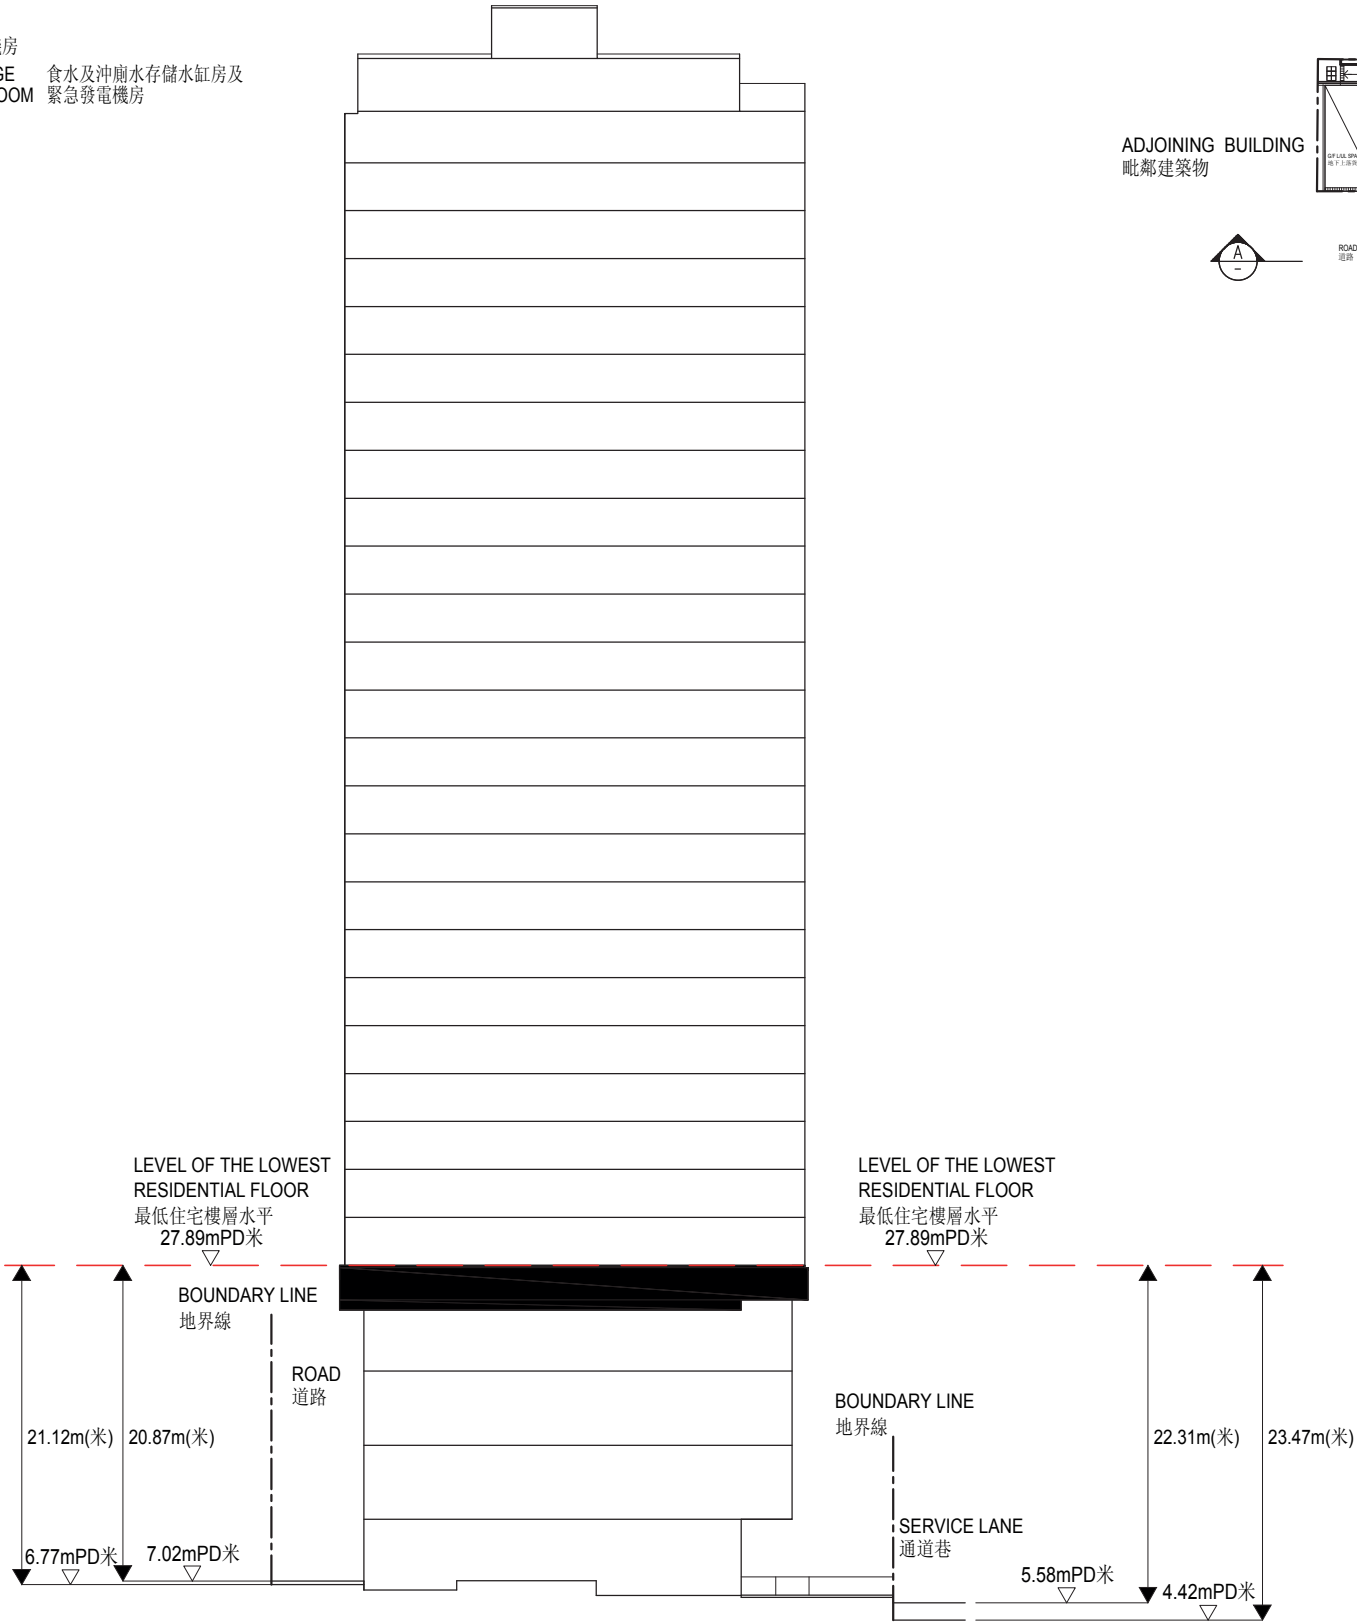 機房
GE 食水及沖廁水存儲水缸房及
OOM 緊急發電機房
ADJOINING BUILDING
毗鄰建築物
A
-
ROAD
道路
LEVEL OF THE LOWEST
RESIDENTIAL FLOOR
最低住宅樓層水平
27.89mPD米
LEVEL OF THE LOWEST
RESIDENTIAL FLOOR
最低住宅樓層水平
27.89mPD米
BOUNDARY LINE
地界線
ROAD
道路
BOUNDARY LINE
地界線
21.12m(米)
20.87m(米)
22.31m(米)
23.47m(米)
SERVICE LANE
通道巷
6.77mPD米
7.02mPD米
5.58mPD米
4.42mPD米